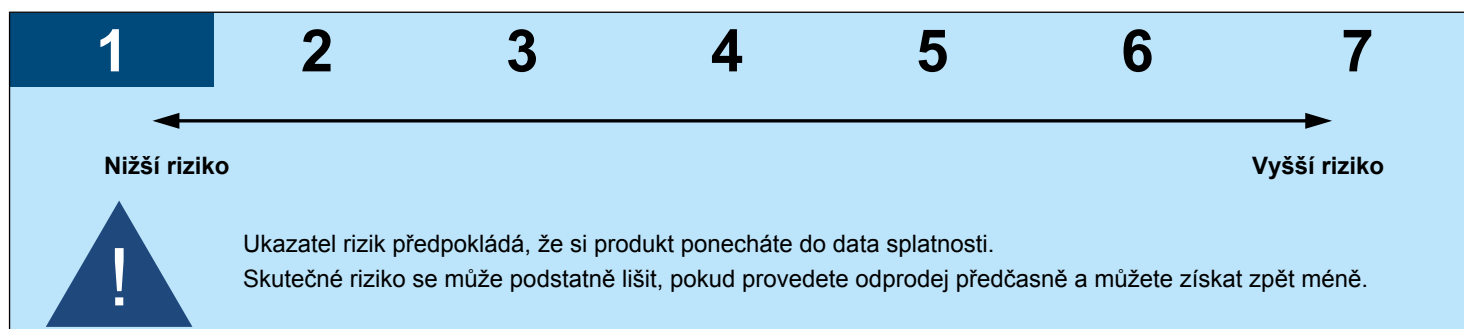 1 2 3 4 5 6 7
Nižší riziko Vyšší riziko
!
Ukazatel rizik předpokládá, že si produkt ponecháte do data splatnosti.
Skutečné riziko se může podstatně lišit, pokud provedete odprodej předčasně a můžete získat zpět méně.